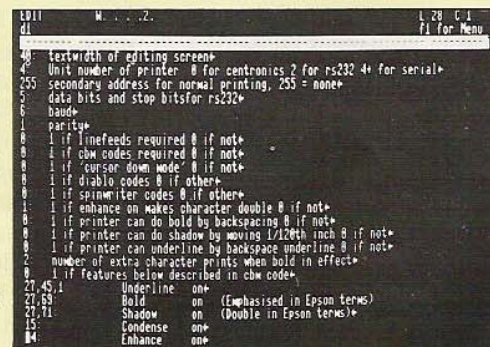 EDIT W. . . .2. L 28 C 1
d1 f1 for Menu
40 textwidth of editing screen←
4 Unit number of printer 0 for centronics 2 for rs232 4+ for serial←
255 secondary address for normal printing, 255 = none←
5 data bits and stop bitsfor rs232←
6 baud←
1 parity←
0 1 if linefeeds required 0 if not←
0 1 if cbm codes required 0 if not←
0 1 if 'cursor down mode' 0 if not←
0 1 if diablo codes 0 if other←
0 1 if spinwriter codes 0 if other←
1 1 if enhance on makes character double 0 if not←
0 1 if printer can do bold by backspacing 0 if not←
0 1 if printer can do shadow by moving 1/120th inch 0 if not←
0 1 if printer can underline by backspace underline 0 if not←
2 number of extra character prints when bold in effect←
0 1 if features below described in cbm code←
27,45,1 Underline on←
27,69 Bold on (Emphasised in Epson terms)
27,71 Shadow on (Double in Epson terms)←
15 Condense on←
14 Enhance on←